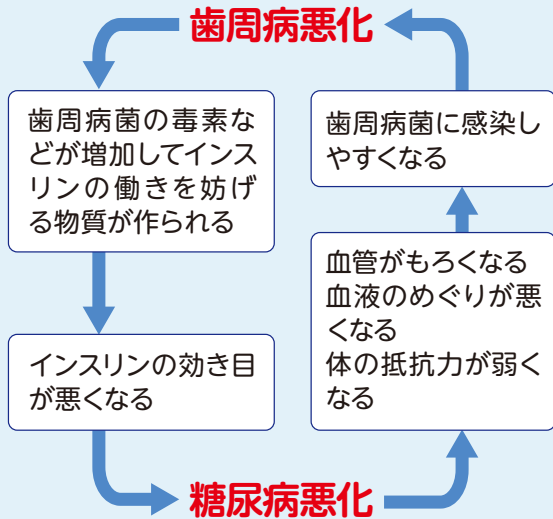 歯周病悪化
歯周病菌の毒素な
どが増加してインス
リンの働きを妨げ
る物質が作られる
インスリンの効き目
が悪くなる
糖尿病悪化
血管がもろくなる
血液のめぐりが悪
くなる
体の抵抗力が弱く
なる
歯周病菌に感染し
やすくなる